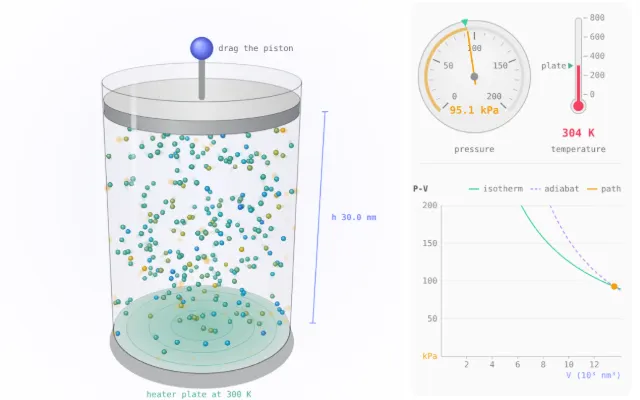 drag the piston
h 30.0 nm
heater plate at 300 K
0
50
100
150
200
95.1 kPa
pressure
800
600
400
200
0
plate
304 K
temperature
P-V
isotherm
adiabat
path
200
150
100
50
kPa
2
4
6
8
10
12
V (10³ nm³)